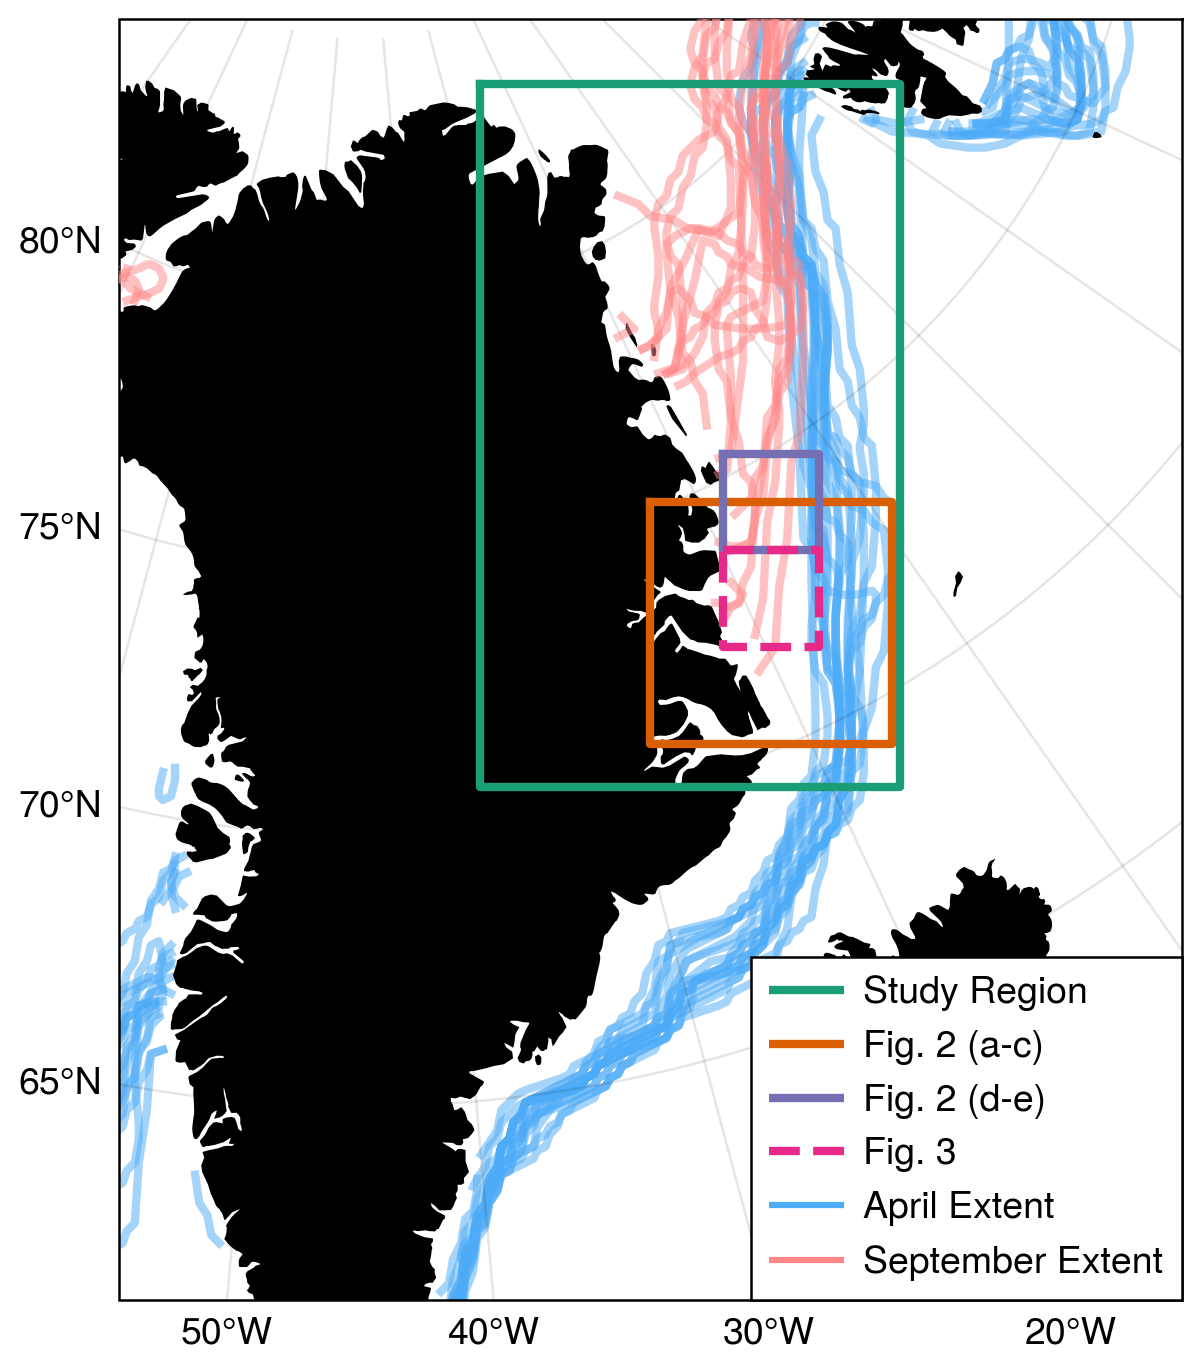 80°N
75°N
70°N
65°N
Study Region
Fig. 2 (a-c)
Fig. 2 (d-e)
Fig. 3
April Extent
September Extent
50°W
40°W
30°W
20°W